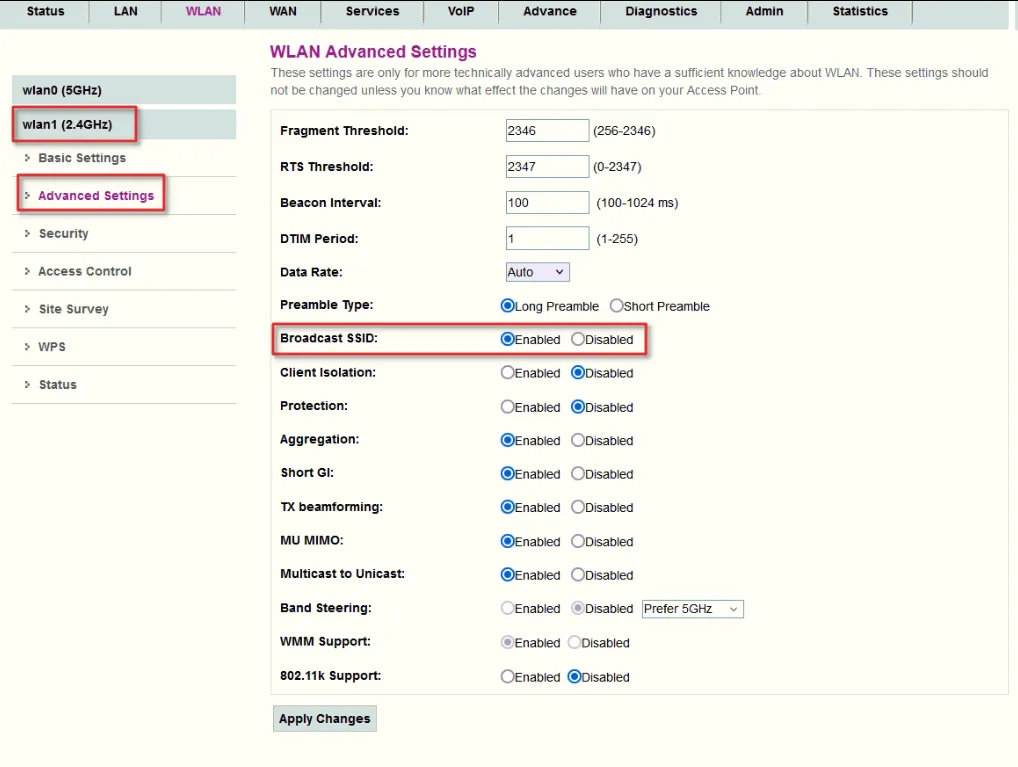 Status LAN WLAN WAN Services VoIP Advance Diagnostics Admin Statistics
wlan0 (5GHz)
wlan1 (2.4GHz)
Basic Settings
Advanced Settings
Security
Access Control
Site Survey
WPS
Status
WLAN Advanced Settings
These settings are only for more technically advanced users who have a sufficient knowledge about WLAN. These settings should
not be changed unless you know what effect the changes will have on your Access Point.
Fragment Threshold: 2346 (256-2346)
RTS Threshold: 2347 (0-2347)
Beacon Interval: 100 (100-1024 ms)
DTIM Period: 1 (1-255)
Data Rate: Auto
Preamble Type: Long Preamble Short Preamble
Broadcast SSID: Enabled Disabled
Client Isolation: Enabled Disabled
Protection: Enabled Disabled
Aggregation: Enabled Disabled
Short GI: Enabled Disabled
TX beamforming: Enabled Disabled
MU MIMO: Enabled Disabled
Multicast to Unicast: Enabled Disabled
Band Steering: Enabled Disabled Prefer 5GHz
WMM Support: Enabled Disabled
802.11k Support: Enabled Disabled
Apply Changes